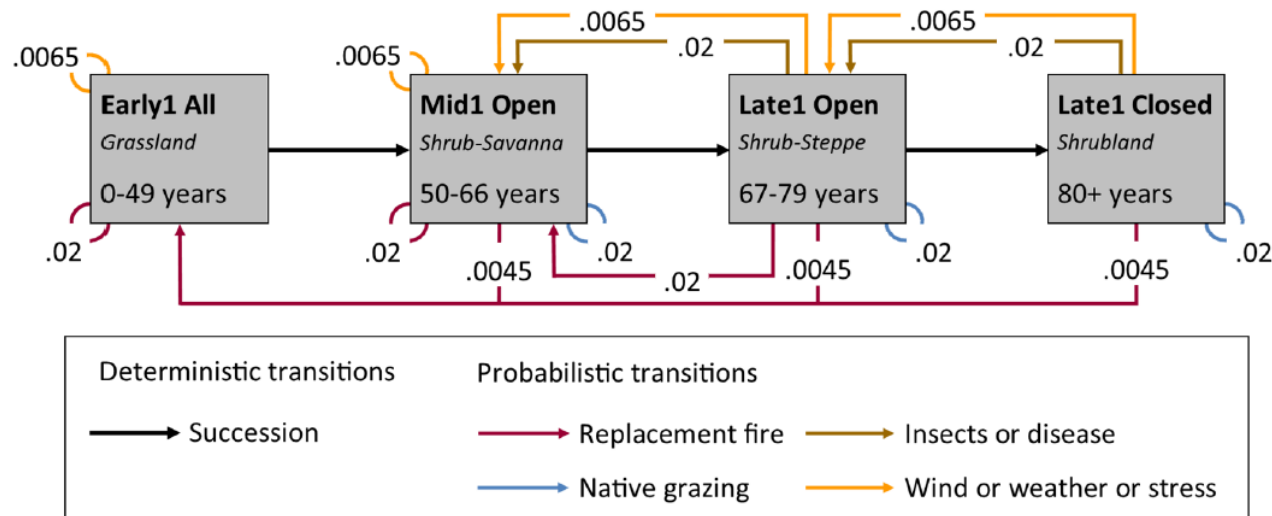 .0065
.0065
.02
.02
.0065
.0065
Early1 All
Grassland
0-49 years
Mid1 Open
Shrub-Savanna
50-66 years
Late1 Open
Shrub-Steppe
67-79 years
Late1 Closed
Shrubland
80+ years
.02
.02
.0045
.02
.02
.0045
.02
.0045
.02
Deterministic transitions
Succession
Probabilistic transitions
Replacement fire
Insects or disease
Native grazing
Wind or weather or stress